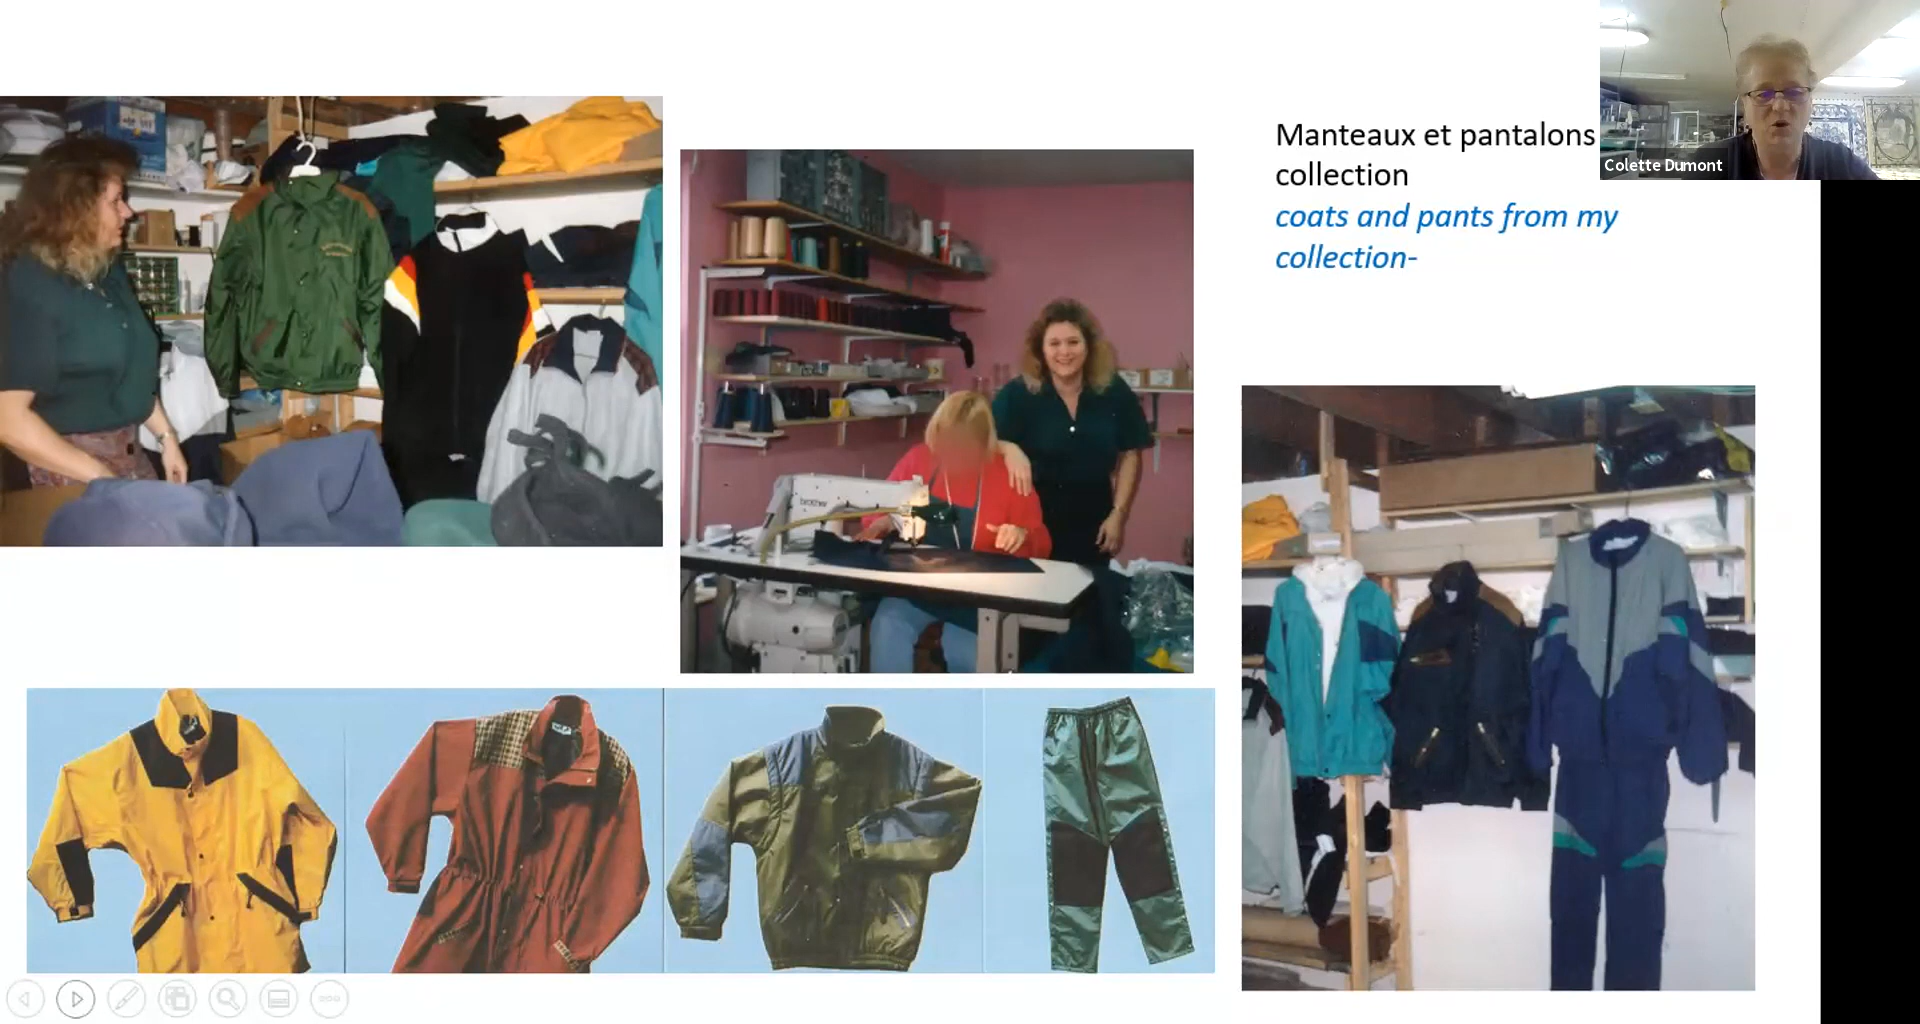 Manteaux et pantalons
collection
coats and pants from my
collection-
Colette Dumont
brother